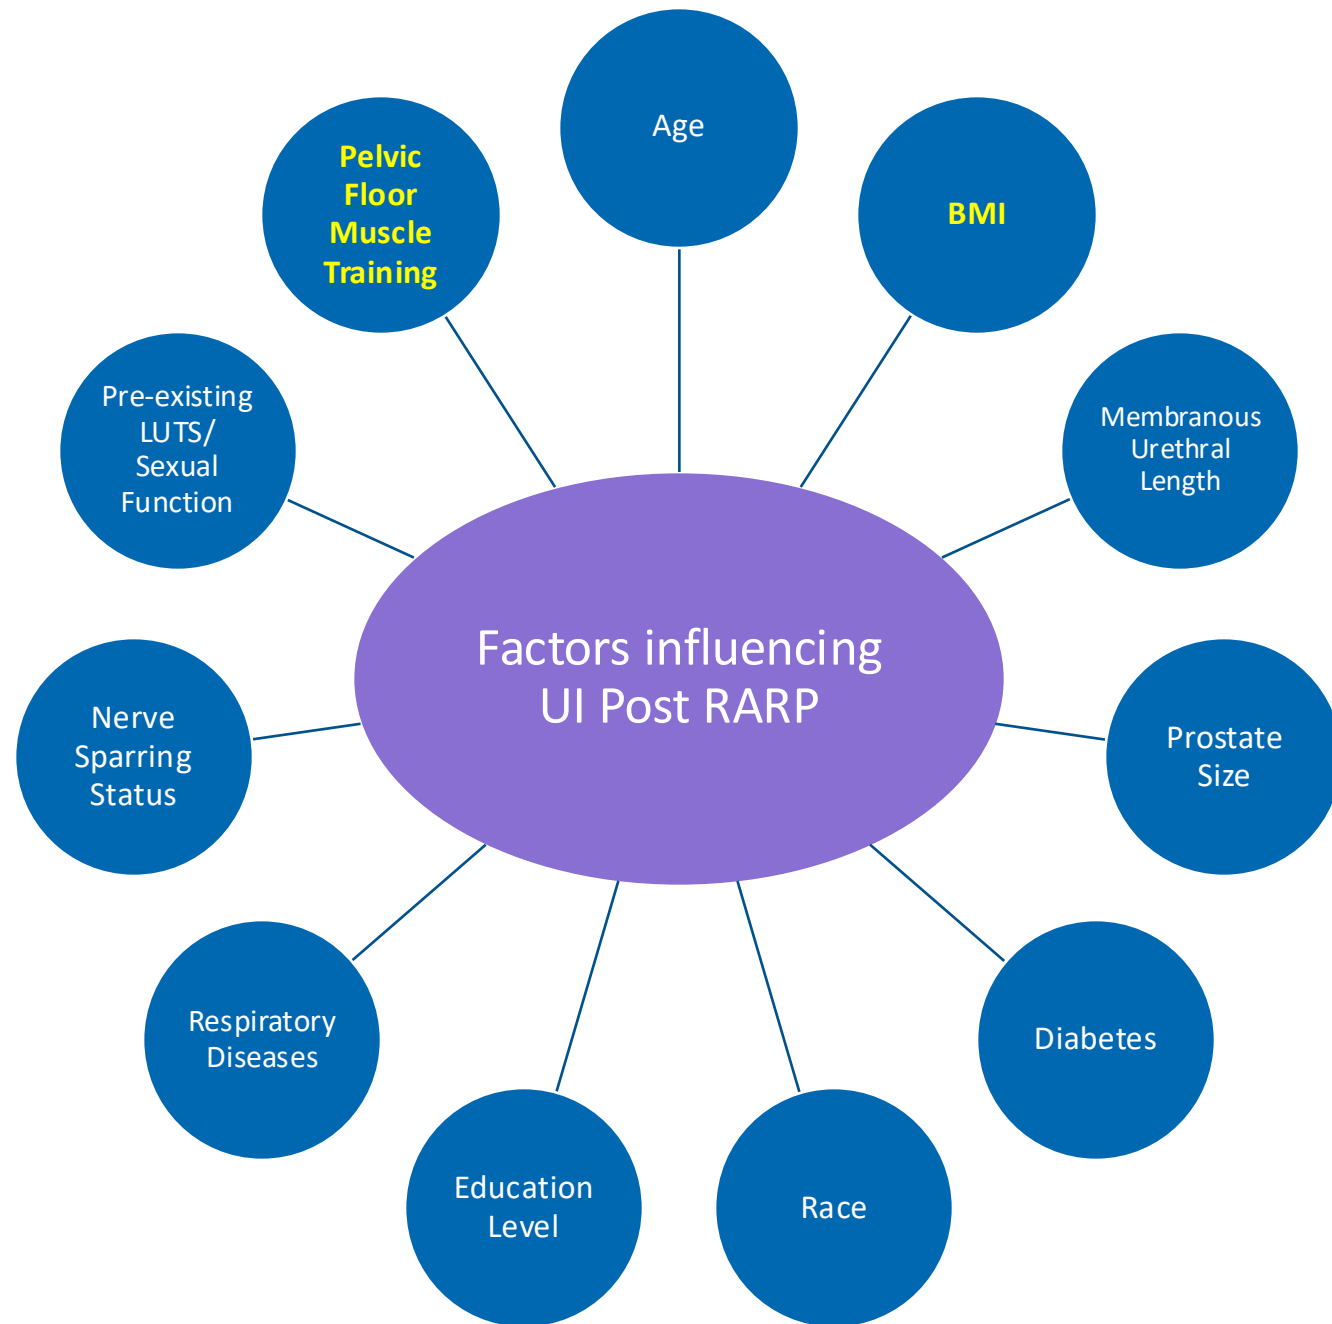 Age
BMI
Membranous
Urethral
Length
Prostate
Size
Diabetes
Race
Education
Level
Respiratory
Diseases
Nerve
Sparring
Status
Pre-existing
LUTS/
Sexual
Function
Pelvic
Floor
Muscle
Training
Factors influencing
UI Post RARP